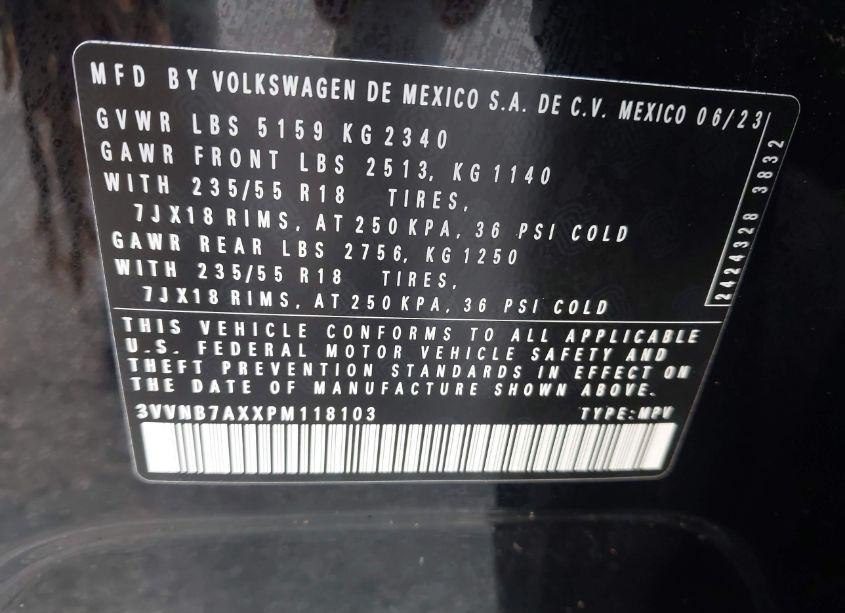 MFD BY VOLKSWAGEN DE MEXICO S.A. DE C.V. MEXICO 06/23
GVWR LBS 5159 KG 2340
GAWR FRONT LBS 2513, KG 1140
WITH 235/55 R18 TIRES,
7JX18 RIMS, AT 250 KPA, 36 PSI COLD
GAWR REAR LBS 2756, KG 1250
WITH 235/55 R18 TIRES,
7JX18 RIMS, AT 250 KPA, 36 PSI COLD
2424328 3832
THIS VEHICLE CONFORMS TO ALL APPLICABLE
U.S. FEDERAL MOTOR VEHICLE SAFETY AND
THEFT PREVENTION STANDARDS IN EFFECT ON
THE DATE OF MANUFACTURE SHOWN ABOVE.
3VVNB7AXXPM118103 TYPE:MPV